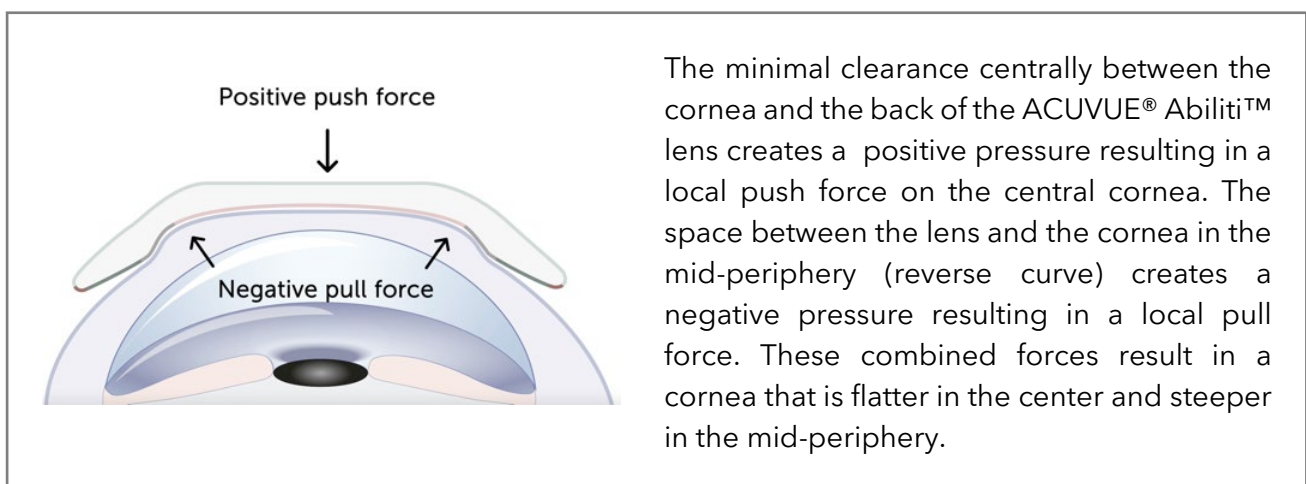 Positive push force
Negative pull force
The minimal clearance centrally between the
cornea and the back of the ACUVUE® Abiliti™
lens creates a positive pressure resulting in a
local push force on the central cornea. The
space between the lens and the cornea in the
mid-periphery (reverse curve) creates a
negative pressure resulting in a local pull
force. These combined forces result in a
cornea that is flatter in the center and steeper
in the mid-periphery.